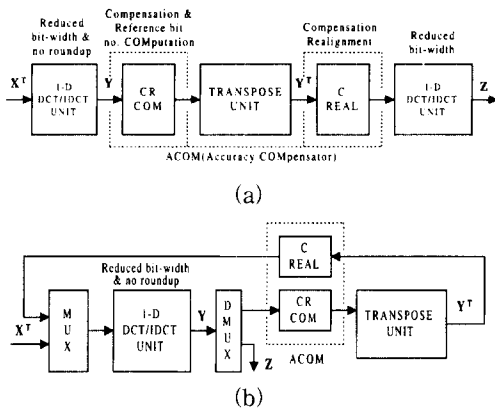 Compensation &
Reference bit
no. COMputation
Reduced
bit-width &
no roundup
Compensation
Realignment
Reduced
bit-width
X^T
1-D
DCT/IDCT
UNIT
Y
CR
COM
TRANSPOSE
UNIT
Y^T
C
REAL
1-D
DCT/IDCT
UNIT
Z
ACOM(Accuracy COMpensator)
(a)
Reduced bit-width
& no roundup
C
REAL
X^T
MUX
1-D
DCT/IDCT
UNIT
Y
DMUX
CR
COM
TRANSPOSE
UNIT
Y^T
Z
ACOM
(b)